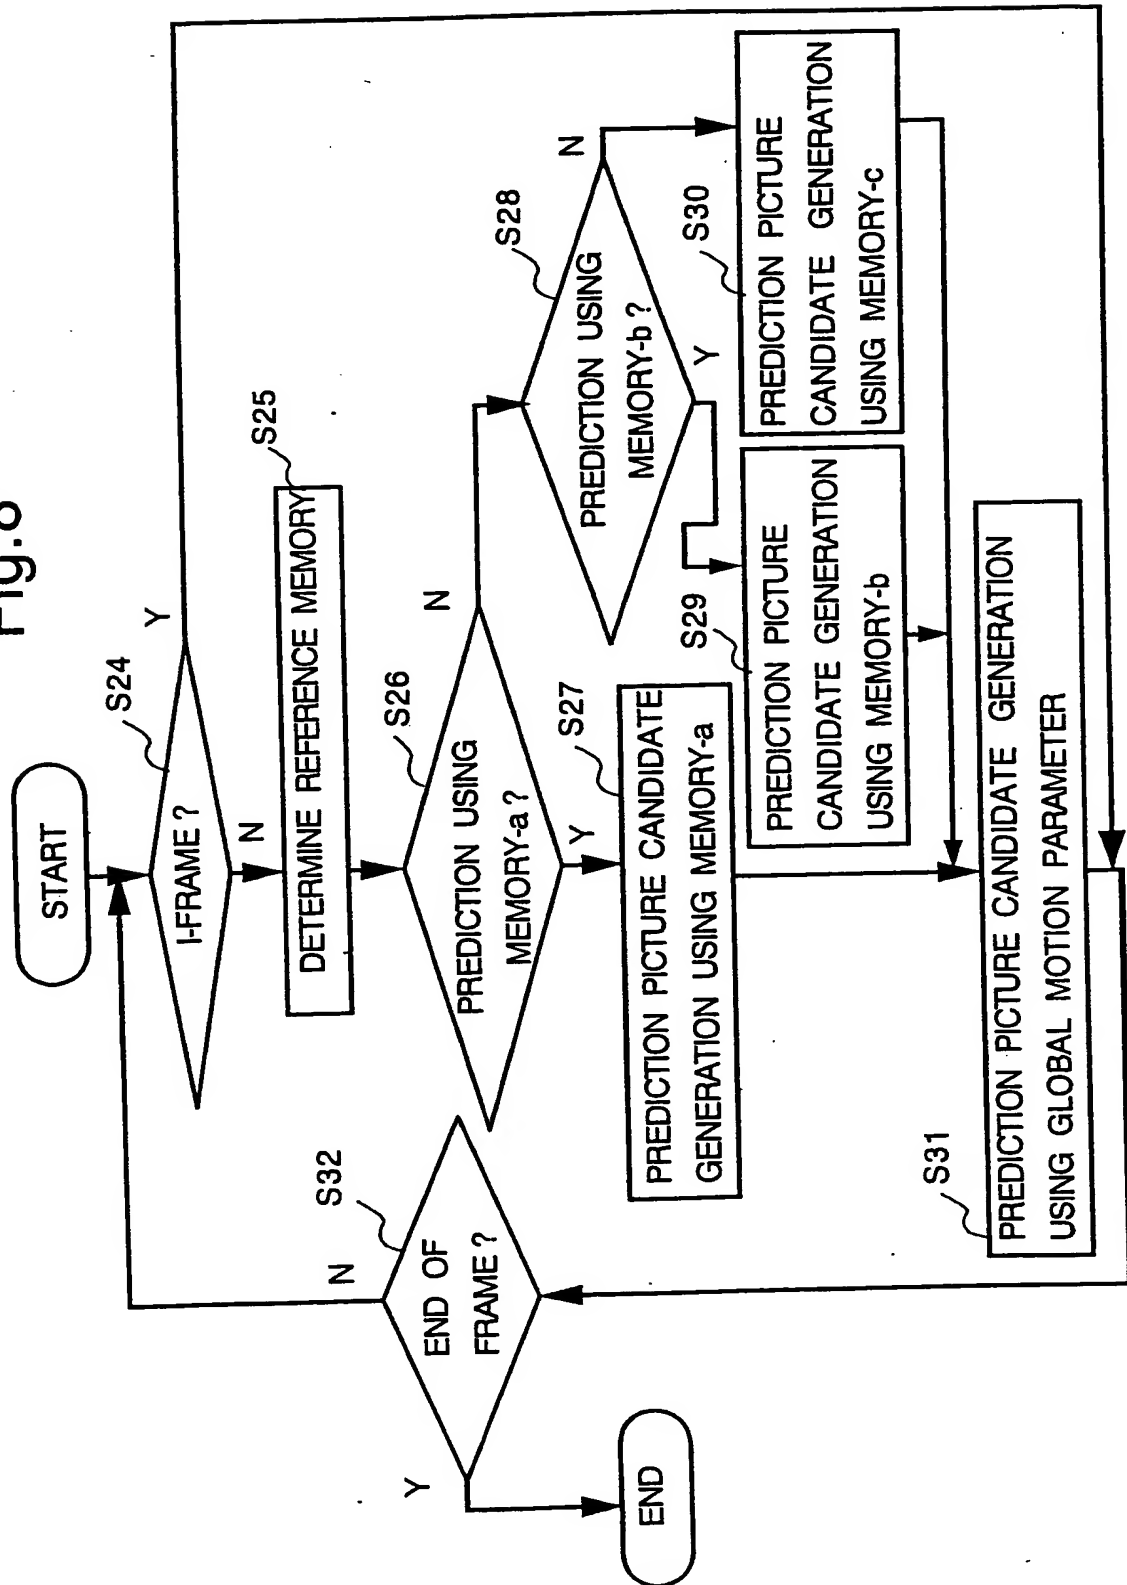 Fig.
START
S24
I-FRAME?
Y
N
S25
DETERMINE REFERENCE MEMORY
S26
PREDICTION USING
MEMORY-a?
N
Y
S27
PREDICTION PICTURE CANDIDATE
GENERATION USING MEMORY-a
S28
PREDICTION USING
MEMORY-b?
N
Y
S29
PREDICTION PICTURE
CANDIDATE GENERATION
USING MEMORY-b
S30
PREDICTION PICTURE
CANDIDATE GENERATION
USING MEMORY-c
S31
PREDICTION PICTURE CANDIDATE GENERATION
USING GLOBAL MOTION PARAMETER
S32
END OF
FRAME?
N
Y
END